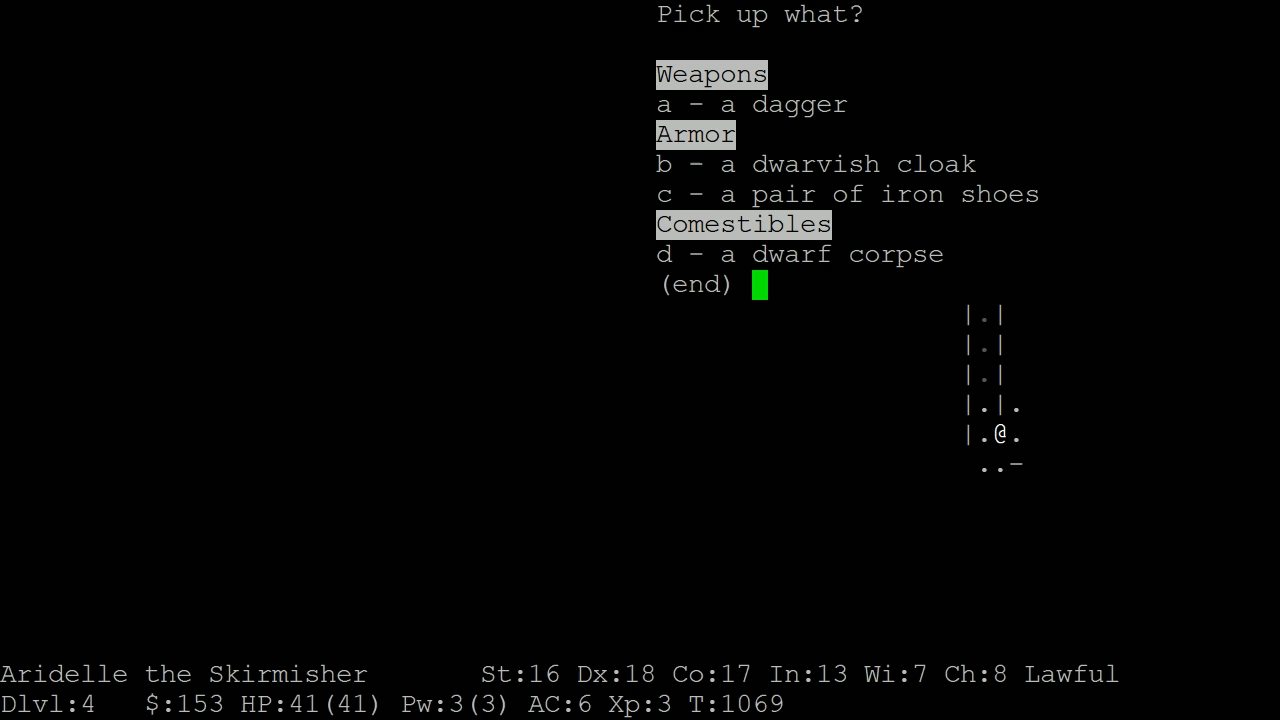 Pick up what?
Weapons
a - a dagger
Armor
b - a dwarvish cloak
c - a pair of iron shoes
Comestibles
d - a dwarf corpse
(end)
|.|
|.|
|.|
|.|.
|.@.
..-
Aridelle the Skirmisher St:16 Dx:18 Co:17 In:13 Wi:7 Ch:8 Lawful
Dlvl:4 $:153 HP:41(41) Pw:3(3) AC:6 Xp:3 T:1069